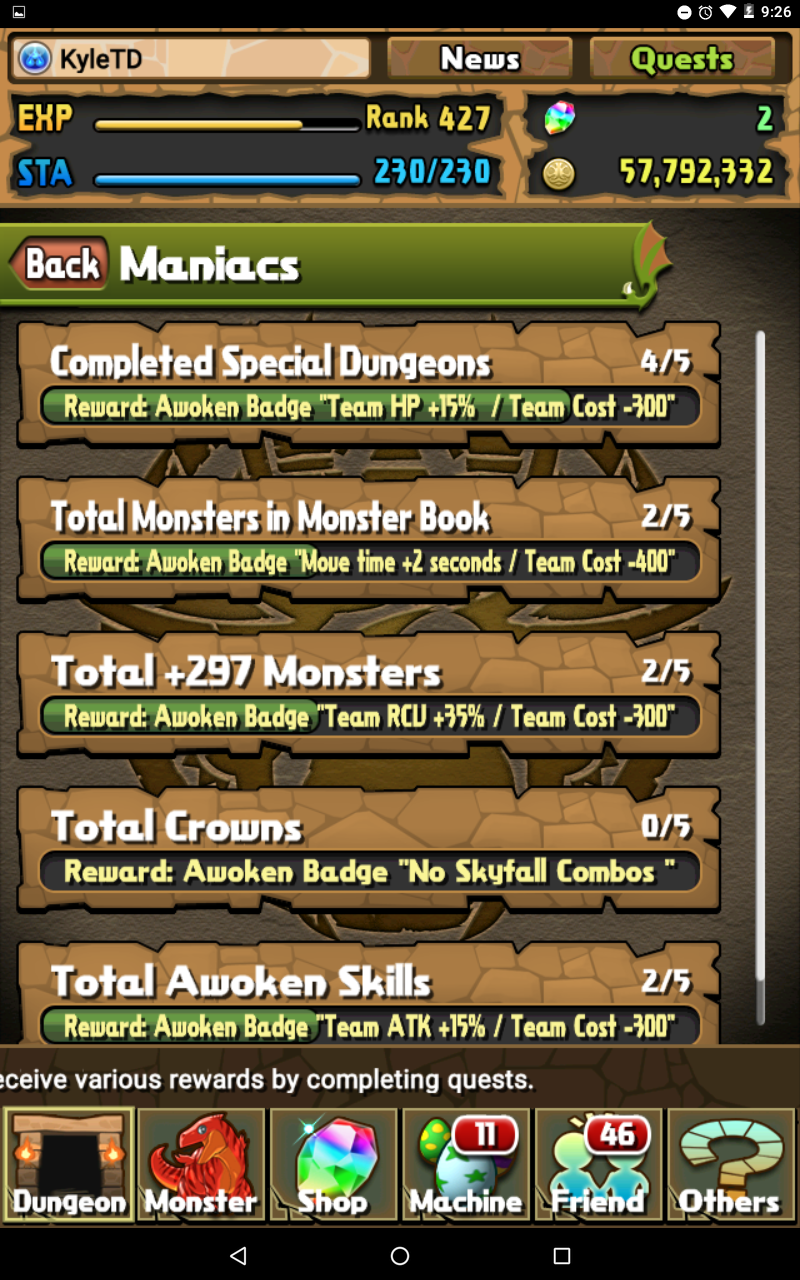 9:26
KyleTD
News
Quests
EXP
Rank 427
2
STA
230/230
57,792,332
Back
Maniacs
Completed Special Dungeons
4/5
Reward: Awoken Badge "Team HP +15% / Team Cost -300"
Total Monsters in Monster Book
2/5
Reward: Awoken Badge "Move time +2 seconds / Team Cost -400"
Total +297 Monsters
2/5
Reward: Awoken Badge "Team RCV +35% / Team Cost -300"
Total Crowns
0/5
Reward: Awoken Badge "No Skyfall Combos "
Total Awoken Skills
2/5
Reward: Awoken Badge "Team ATK +15% / Team Cost -300"
eceive various rewards by completing quests.
11
46
Dungeon
Monster
Shop
Machine
Friend
Others